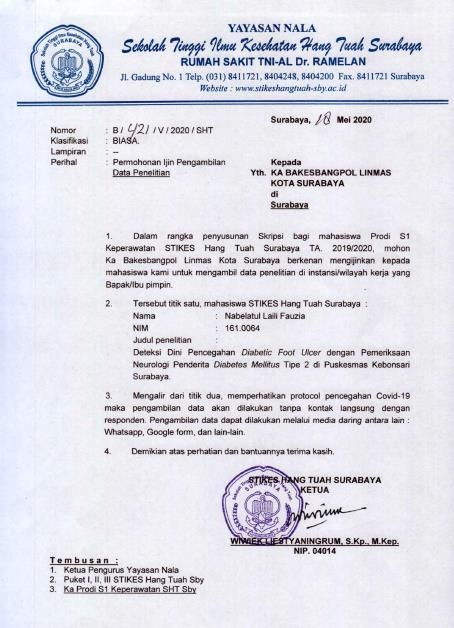 YAYASAN NALA
Sekolah Tinggi Ilmu Kesehatan Hang Tuah Surabaya
RUMAH SAKIT TNI-AL Dr. RAMELAN
Jl. Gadung No. 1 Telp. (031) 8411721, 8404248, 8404200 Fax. 8411721 Surabaya
Website : www.stikeshangtuah-sby.ac.id
Surabaya, 18 Mei 2020
Nomor : B / 421 / V / 2020 / SHT
Klasifikasi : BIASA.
Lampiran : --
Perihal : Permohonan Ijin Pengambilan
Data Penelitian
Kepada
Yth. KA BAKESBANGPOL LINMAS
KOTA SURABAYA
di
Surabaya
1. Dalam rangka penyusunan Skripsi bagi mahasiswa Prodi S1
Keperawatan STIKES Hang Tuah Surabaya TA. 2019/2020, mohon
Ka Bakesbangpol Linmas Kota Surabaya berkenan mengijinkan kepada
mahasiswa kami untuk mengambil data penelitian di instansi/wilayah kerja yang
Bapak/Ibu pimpin.
2. Tersebut titik satu, mahasiswa STIKES Hang Tuah Surabaya :
Nama : Nabelatul Laili Fauzia
NIM : 161.0064
Judul penelitian :
Deteksi Dini Pencegahan Diabetic Foot Ulcer dengan Pemeriksaan
Neurologi Penderita Diabetes Mellitus Tipe 2 di Puskesmas Kebonsari
Surabaya.
3. Mengalir dari titik dua, memperhatikan protocol pencegahan Covid-19
maka pengambilan data akan dilakukan tanpa kontak langsung dengan
responden. Pengambilan data dapat dilakukan melalui media daring antara lain :
Whatsapp, Google form, dan lain-lain.
4. Demikian atas perhatian dan bantuannya terima kasih.
STIKES HANG TUAH SURABAYA
KETUA
WIWIEK LIESTYANINGRUM, S.Kp., M.Kep.
NIP. 04014
Tembusan :
1. Ketua Pengurus Yayasan Nala
2. Puket I, II, III STIKES Hang Tuah Sby
3. Ka Prodi S1 Keperawatan SHT Sby